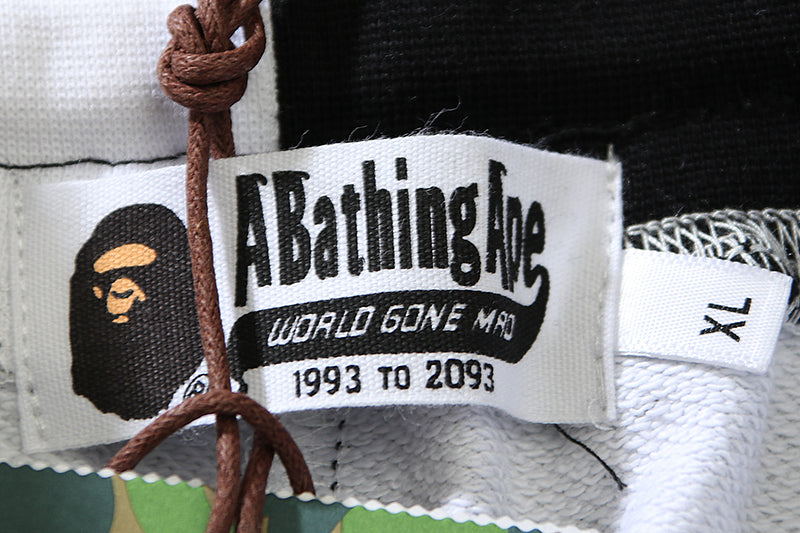 A Bathing Ape
WORLD GONE MAD
1993 TO 2093
®
XL